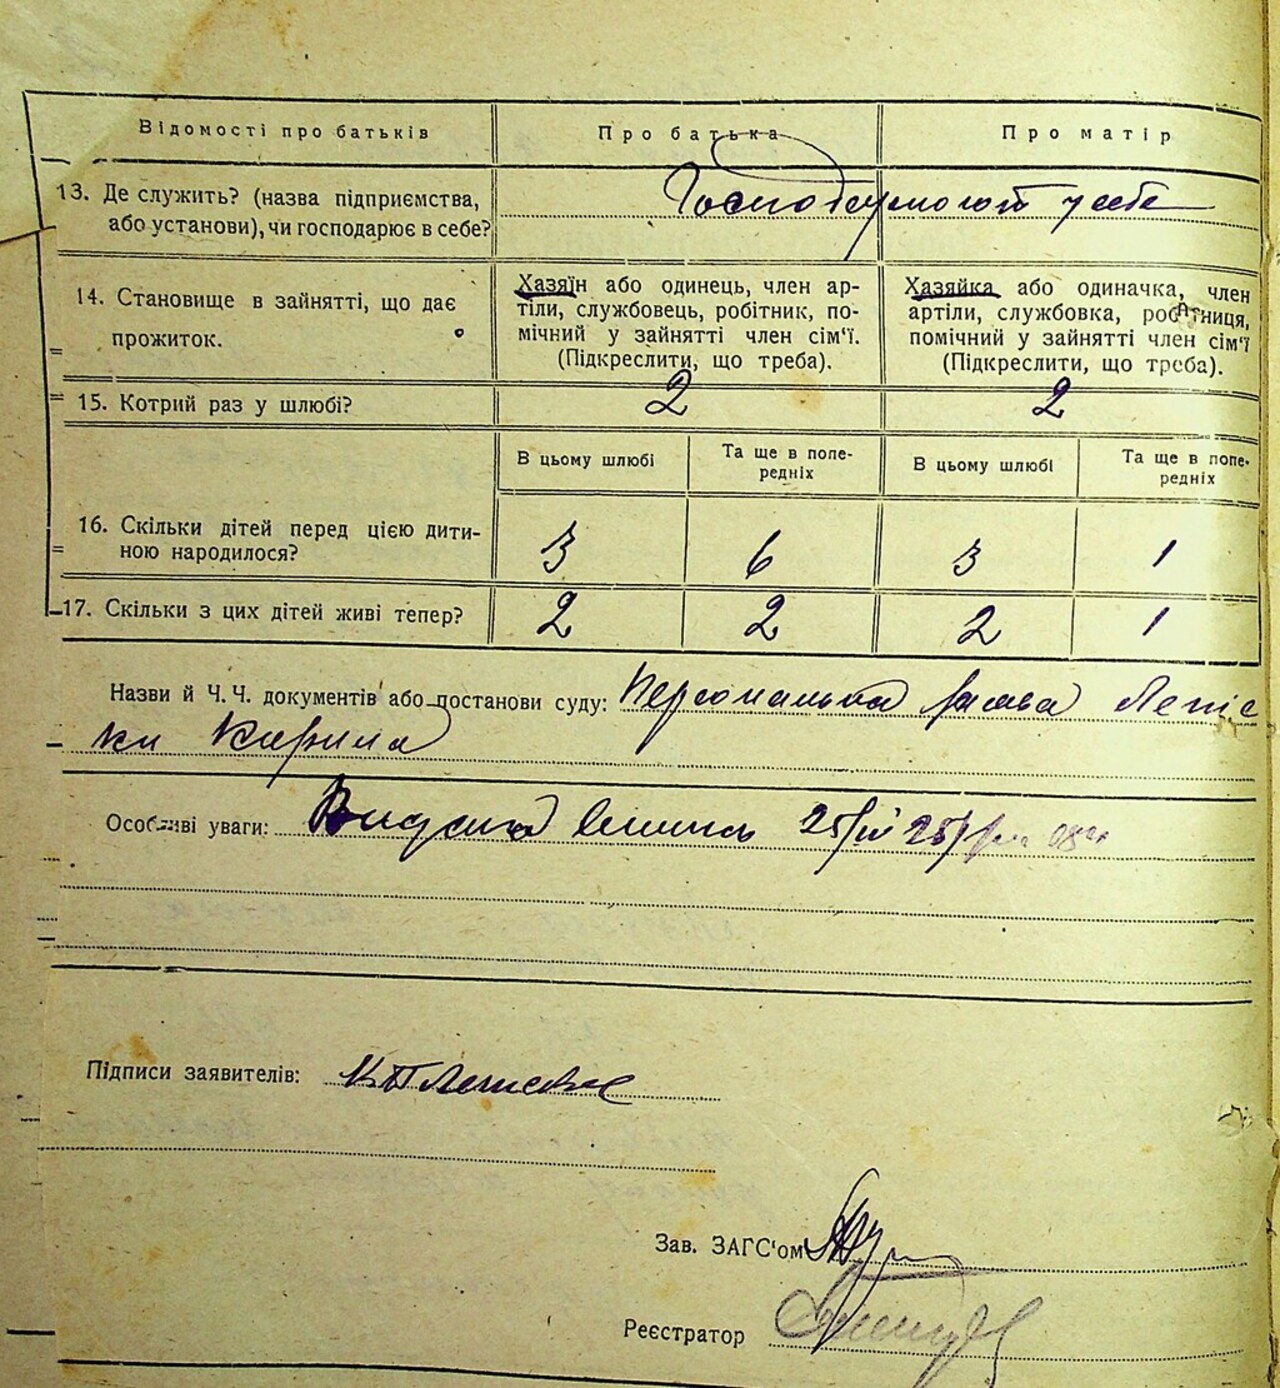 Відомості про батьків
Про батька
Про матір
13. Де служить? (назва підприємства,
або установи), чи господарює в себе?
у себе
14. Становище в зайнятті, що дає
прожиток.
Хазяїн або одинець, член ар-
тіли, службовець, робітник, по-
мічний у зайнятті член сім'ї.
(Підкреслити, що треба).
Хазяйка або одиначка, член
артіли, службовка, робітниця,
помічний у зайнятті член сім'ї
(Підкреслити, що треба).
15. Котрий раз у шлюбі?
2
2
В цьому шлюбі
Та ще в попе-
редніх
В цьому шлюбі
Та ще в попе-
редніх
16. Скільки дітей перед цією дити-
ною народилося?
3
6
3
1
17. Скільки з цих дітей живі тепер?
2
2
2
1
Назви й Ч. Ч. документів або постанови суду: Персональна заява
Кирила
Особливі уваги:
Підписи заявителів:
Зав. ЗАГС'ом
Реєстратор